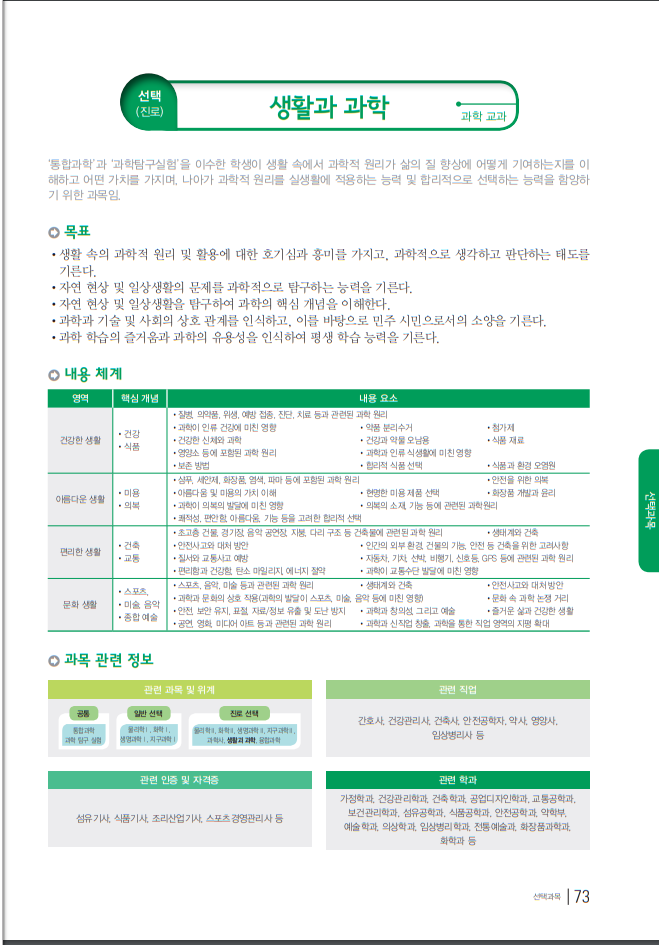 선택
(진로)
생활과 과학
과학 교과
'통합과학'과 '과학탐구실험'을 이수한 학생이 생활 속에서 과학적 원리가 삶의 질 향상에 어떻게 기여하는지를 이
해하고 어떤 가치를 가지며, 나아가 과학적 원리를 실생활에 적용하는 능력 및 합리적으로 선택하는 능력을 함양하
기 위한 과목임.
목표
• 생활 속의 과학적 원리 및 활용에 대한 호기심과 흥미를 가지고, 과학적으로 생각하고 판단하는 태도를
기른다.
• 자연 현상 및 일상생활의 문제를 과학적으로 탐구하는 능력을 기른다.
• 자연 현상 및 일상생활을 탐구하여 과학의 핵심 개념을 이해한다.
• 과학과 기술 및 사회의 상호 관계를 인식하고, 이를 바탕으로 민주 시민으로서의 소양을 기른다.
• 과학 학습의 즐거움과 과학의 유용성을 인식하여 평생 학습 능력을 기른다.
내용 체계
영역 핵심 개념 내용 요소
건강한 생활
• 건강
• 식품
• 질병, 의약품, 위생, 예방 접종, 진단, 치료 등과 관련된 과학 원리
• 과학이 인류 건강에 미친 영향 • 약품 분리수거 • 첨가제
• 건강한 신체와 과학 • 건강과 약물 오남용 • 식품 재료
• 영양소 등에 포함된 과학 원리 • 과학과 인류 식생활에 미친 영향
• 보존 방법 • 합리적 식품 선택 • 식품과 환경 오염원
아름다운 생활
• 미용
• 의복
• 샴푸, 세안제, 화장품, 염색, 파마 등에 포함된 과학 원리 • 안전을 위한 의복
• 아름다움 및 미용의 가치 이해 • 현명한 미용 제품 선택 • 화장품 개발과 윤리
• 과학이 의복의 발달에 미친 영향 • 의복의 소재, 기능 등에 관련된 과학원리
• 쾌적성, 편안함, 아름다움, 기능 등을 고려한 합리적 선택
편리한 생활
• 건축
• 교통
• 초고층 건물, 경기장, 음악 공연장, 지붕, 다리 구조 등 건축물에 관련된 과학 원리 • 생태계와 건축
• 안전사고와 대처 방안 • 인간의 외부 환경, 건물의 기능, 안전 등 건축을 위한 고려사항
• 질서와 교통사고 예방 • 자동차, 기차, 선박, 비행기, 신호등, GPS 등에 관련된 과학 원리
• 편리함과 건강함, 탄소 마일리지, 에너지 절약 • 과학이 교통수단 발달에 미친 영향
문화 생활
• 스포츠,
• 미술, 음악
• 종합 예술
• 스포츠, 음악, 미술 등과 관련된 과학 원리 • 생태계와 건축 • 안전사고와 대처 방안
• 과학과 문화의 상호 작용(과학의 발달이 스포츠, 미술, 음악 등에 미친 영향) • 문화 속 과학 논쟁 거리
• 안전, 보안 유지, 표절, 자료/정보 유출 및 도난 방지 • 과학과 창의성, 그리고 예술 • 즐거운 삶과 건강한 생활
• 공연, 영화, 미디어 아트 등과 관련된 과학 원리 • 과학과 신직업 창출, 과학을 통한 직업 영역의 지평 확대
선택과목
과목 관련 정보
관련 과목 및 위계
공통 일반 선택 진로 선택
통합과학
과학 탐구 실험
물리학Ⅰ, 화학Ⅰ,
생명과학Ⅰ, 지구과학Ⅰ
물리학Ⅱ, 화학Ⅱ, 생명과학Ⅱ, 지구과학Ⅱ,
과학사, 생활과 과학, 융합과학
관련 직업
간호사, 건강관리사, 건축사, 안전공학자, 약사, 영양사,
임상병리사 등
관련 인증 및 자격증
섬유기사, 식품기사, 조리산업기사, 스포츠경영관리사 등
관련 학과
가정학과, 건강관리학과, 건축학과, 공업디자인학과, 교통공학과,
보건관리학과, 섬유공학과, 식품공학과, 안전공학과, 약학부,
예술학과, 의상학과, 임상병리학과, 전통예술과, 화장품과학과,
화학과 등
선택과목 73